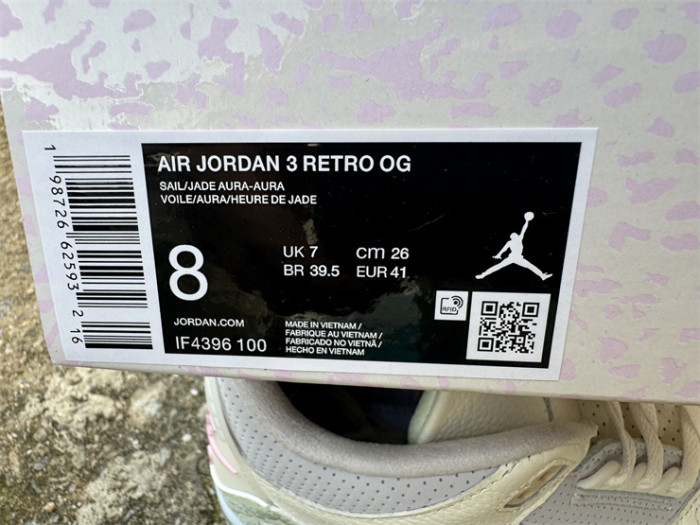 AIR JORDAN 3 RETRO OG
SAIL/JADE AURA-AURA
VOILE/AURA/HEURE DE JADE
8
UK 7 cm 26
BR 39.5 EUR 41
RFID
JORDAN.COM
IF4396 100
MADE IN VIETNAM/
FABRIQUE AU VIETNAM/
FABRICADO NO VIETNÃ/
HECHO EN VIETNAM
1 98726 62593 2 16